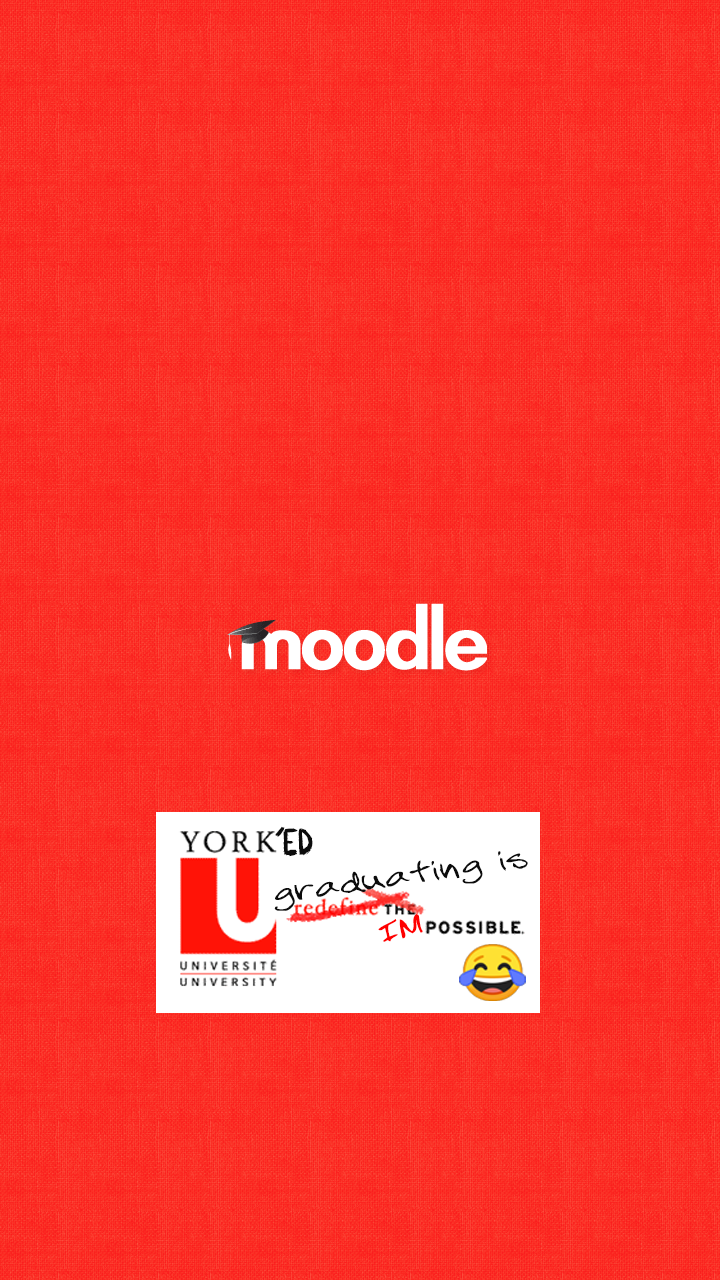 moodle
YORK'ED
graduating is
redefine THE
IMPOSSIBLE.
UNIVERSITÉ
UNIVERSITY